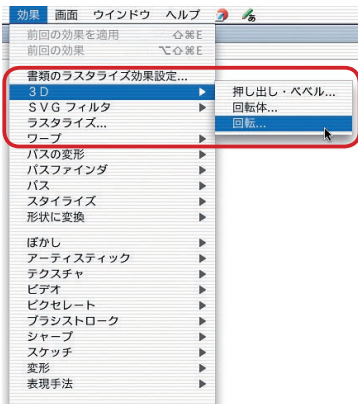 効果 画面 ウインドウ ヘルプ
前回の効果を適用 ⇧⌘E
前回の効果 ⌥⇧⌘E
書類のラスタライズ効果設定...
3D
押し出し・ベベル...
SVG フィルタ
回転体...
ラスタライズ...
回転...
ワープ
パスの変形
パスファインダ
パス
スタイライズ
形状に変換
ぼかし
アーティスティック
テクスチャ
ビデオ
ピクセレート
ブラシストローク
シャープ
スケッチ
変形
表現手法